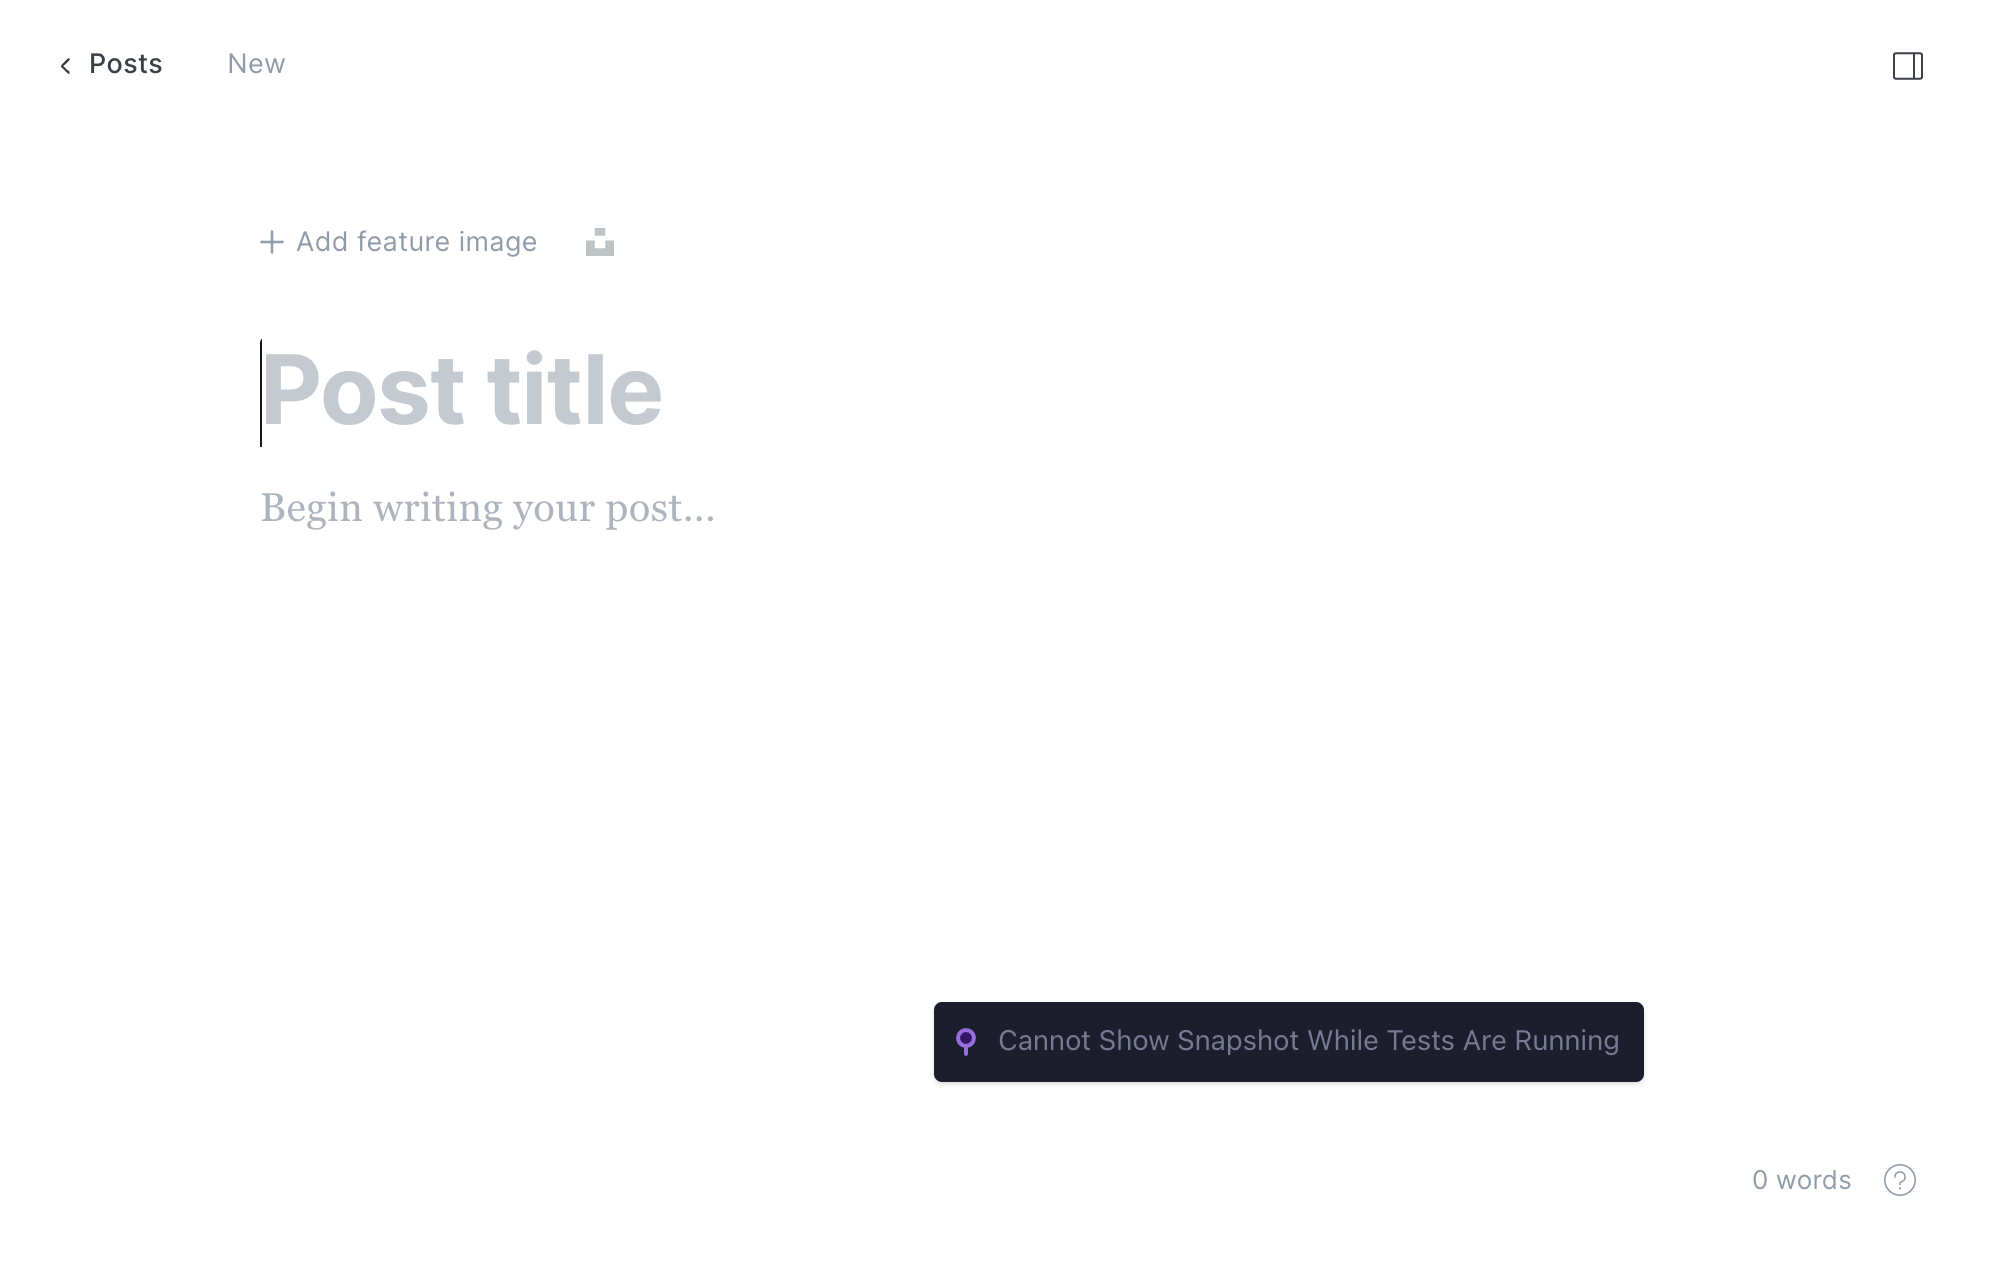 Posts
New
Add feature image
Post title
Begin writing your post...
Cannot Show Snapshot While Tests Are Running
0 words
?